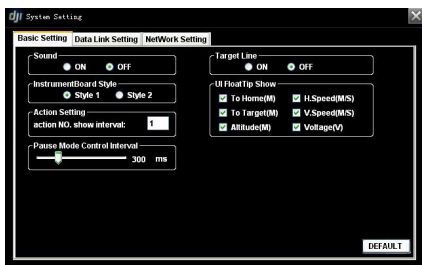 dji System Setting
Basic Setting Data Link Setting NetWork Setting
Sound
ON OFF
InstrumentBoard Style
Style 1 Style 2
Action Setting
action NO. show interval: 1
Pause Mode Control Interval
300 ms
Target Line
ON OFF
UI FloatTip Show
To Home(M) H.Speed(M/S)
To Target(M) V.Speed(M/S)
Altitude(M) Voltage(V)
DEFAULT